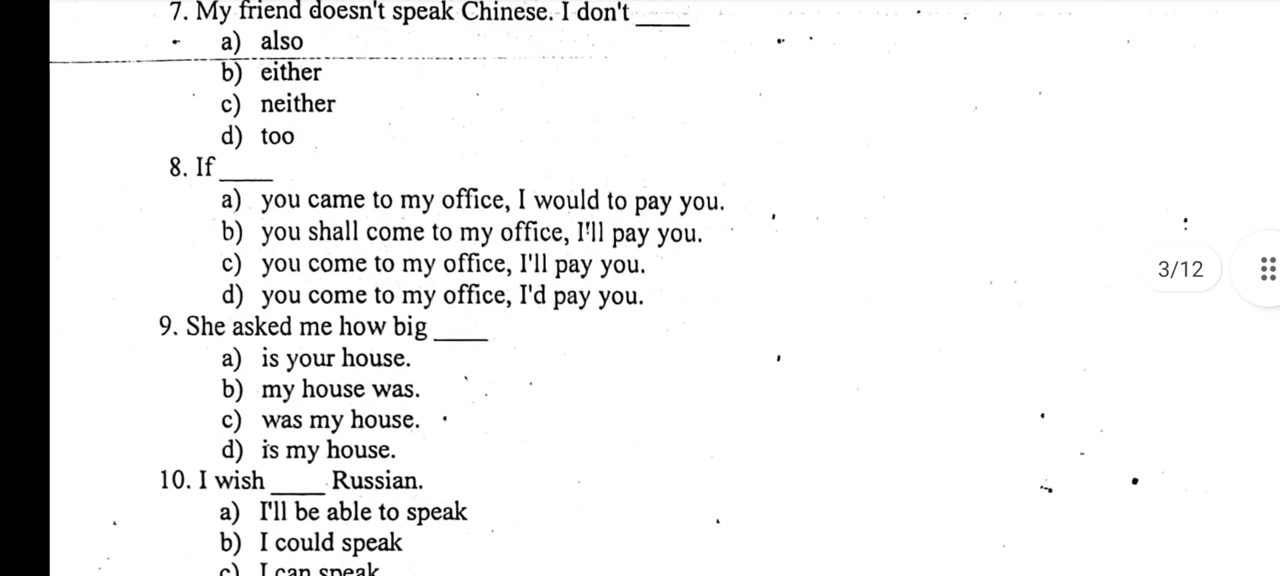 7. My friend doesn't speak Chinese. I don't ____
a) also
b) either
c) neither
d) too
8. If ____
a) you came to my office, I would to pay you.
b) you shall come to my office, I'll pay you.
c) you come to my office, I'll pay you.
d) you come to my office, I'd pay you.
9. She asked me how big ____
a) is your house.
b) my house was.
c) was my house.
d) is my house.
10. I wish ____ Russian.
a) I'll be able to speak
b) I could speak
c) I can speak
3/12